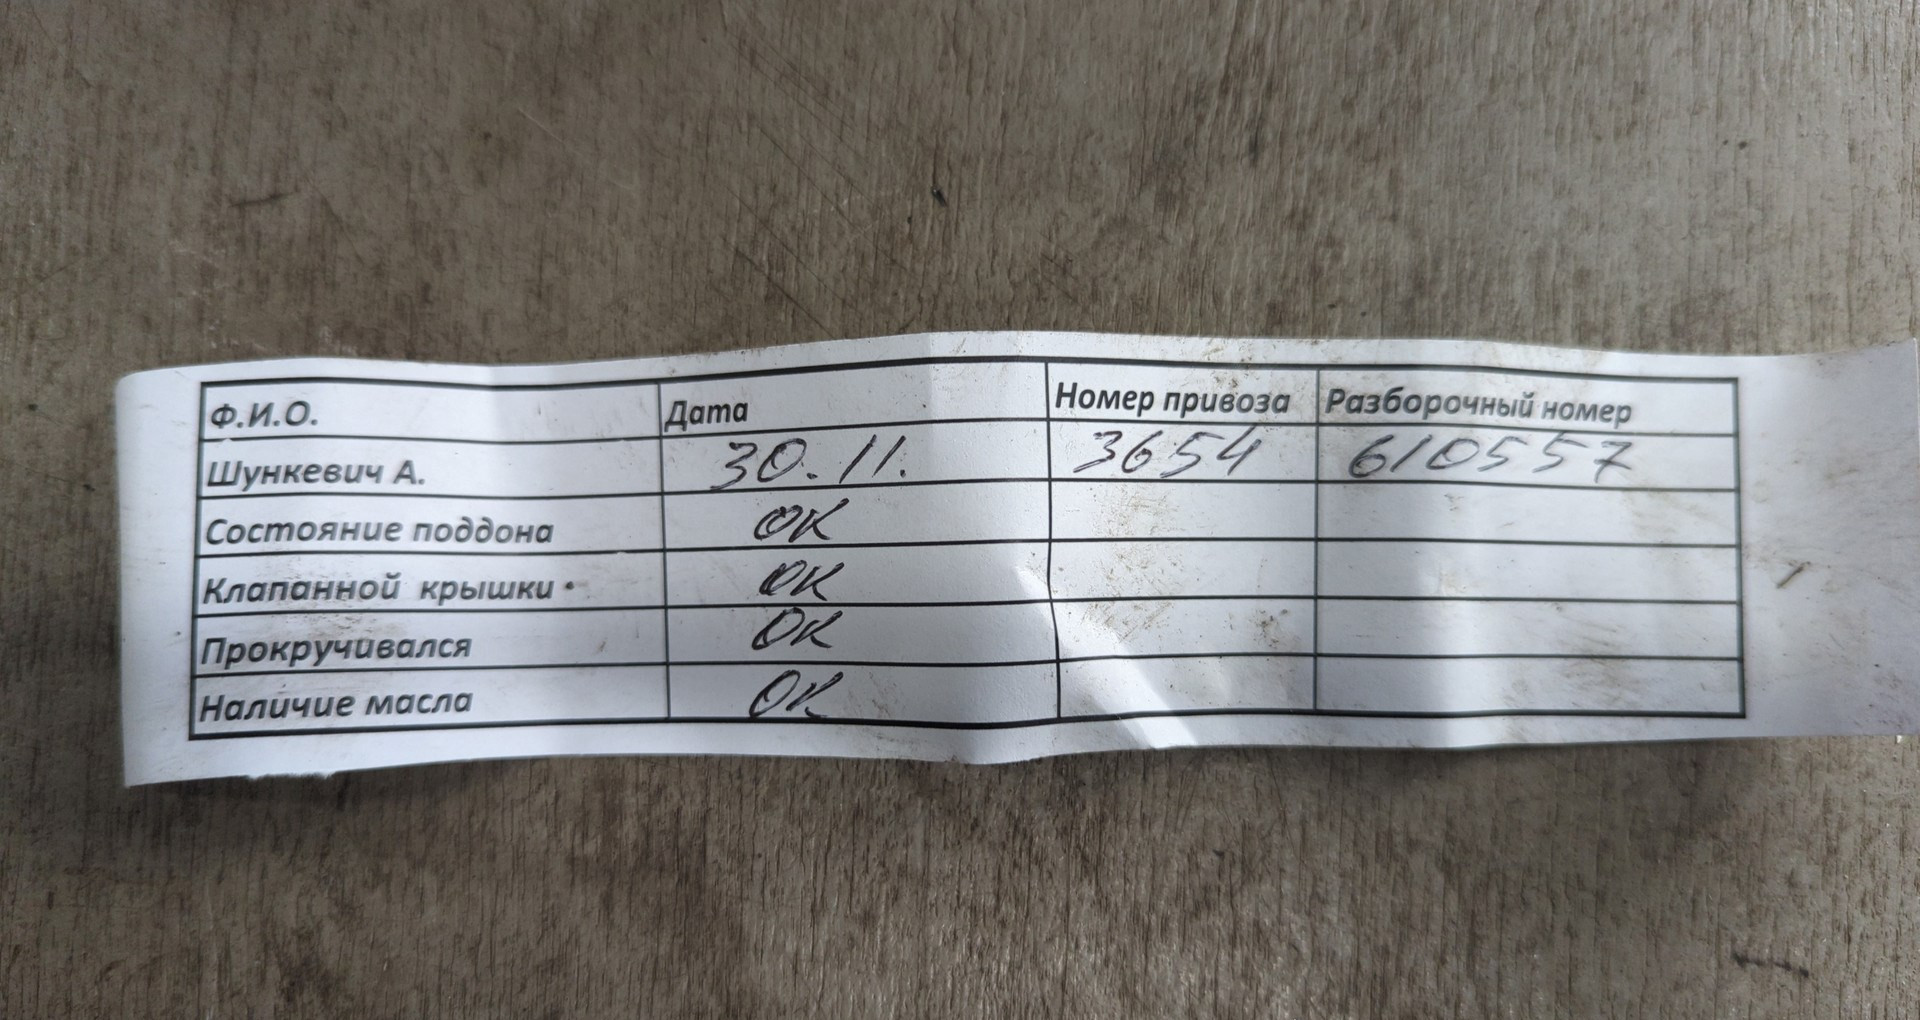 Ф.И.О. Дата Номер привоза Разборочный номер
Шункевич А. 30.11. 3654 610557
Состояние поддона ОК
Клапанной крышки • ОК
Прокручивался ОК
Наличие масла ОК